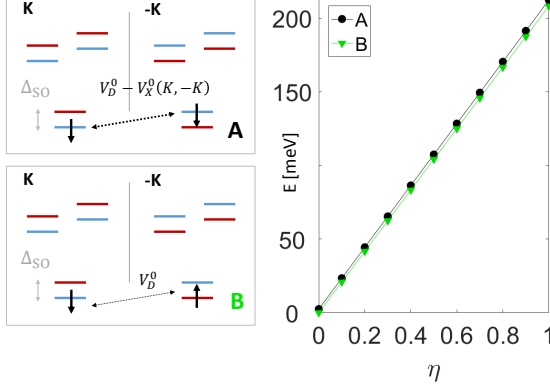 K
-K
Δ_SO
V_D^0 − V_X^0(K, −K)
A
K
-K
Δ_SO
V_D^0
B
A
B
E [meV]
200
150
50
0
0
0.2
0.4
0.6
0.8
1
η